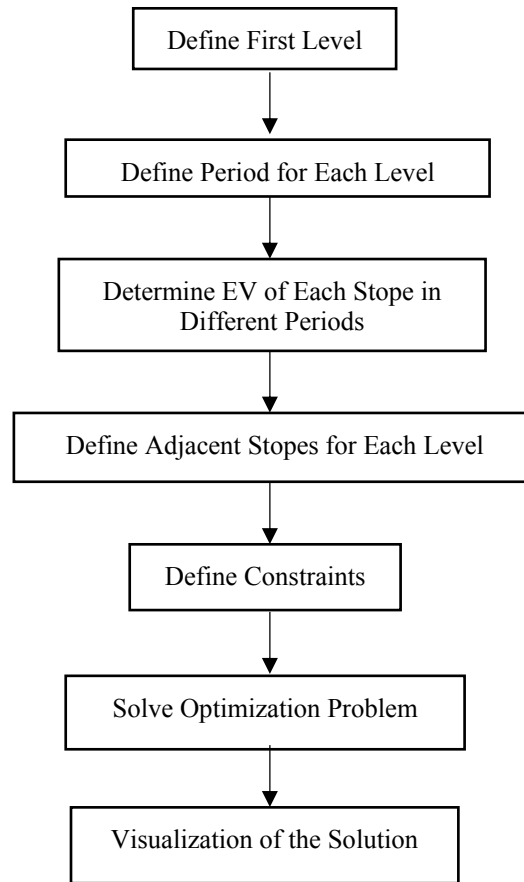 Define First Level
Define Period for Each Level
Determine EV of Each Stope in
Different Periods
Define Adjacent Stopes for Each Level
Define Constraints
Solve Optimization Problem
Visualization of the Solution